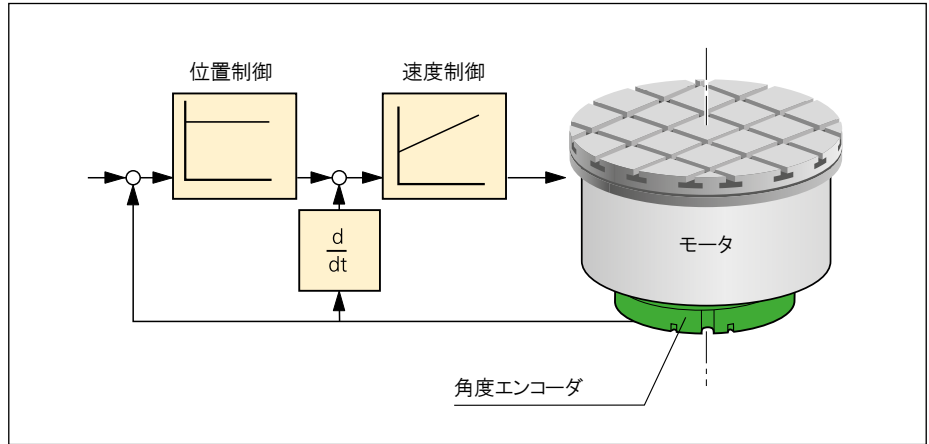 位置制御
速度制御
d
dt
モータ
角度エンコーダ